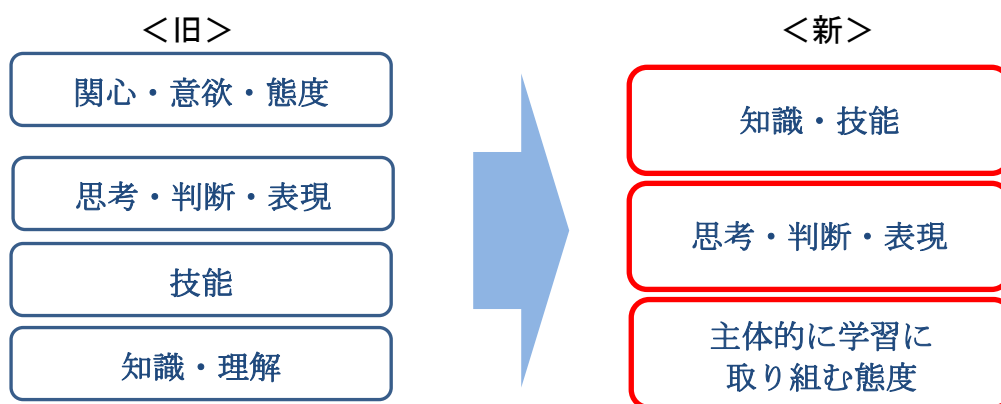 ＜旧＞
関心・意欲・態度
思考・判断・表現
技能
知識・理解
＜新＞
知識・技能
思考・判断・表現
主体的に学習に
取り組む態度